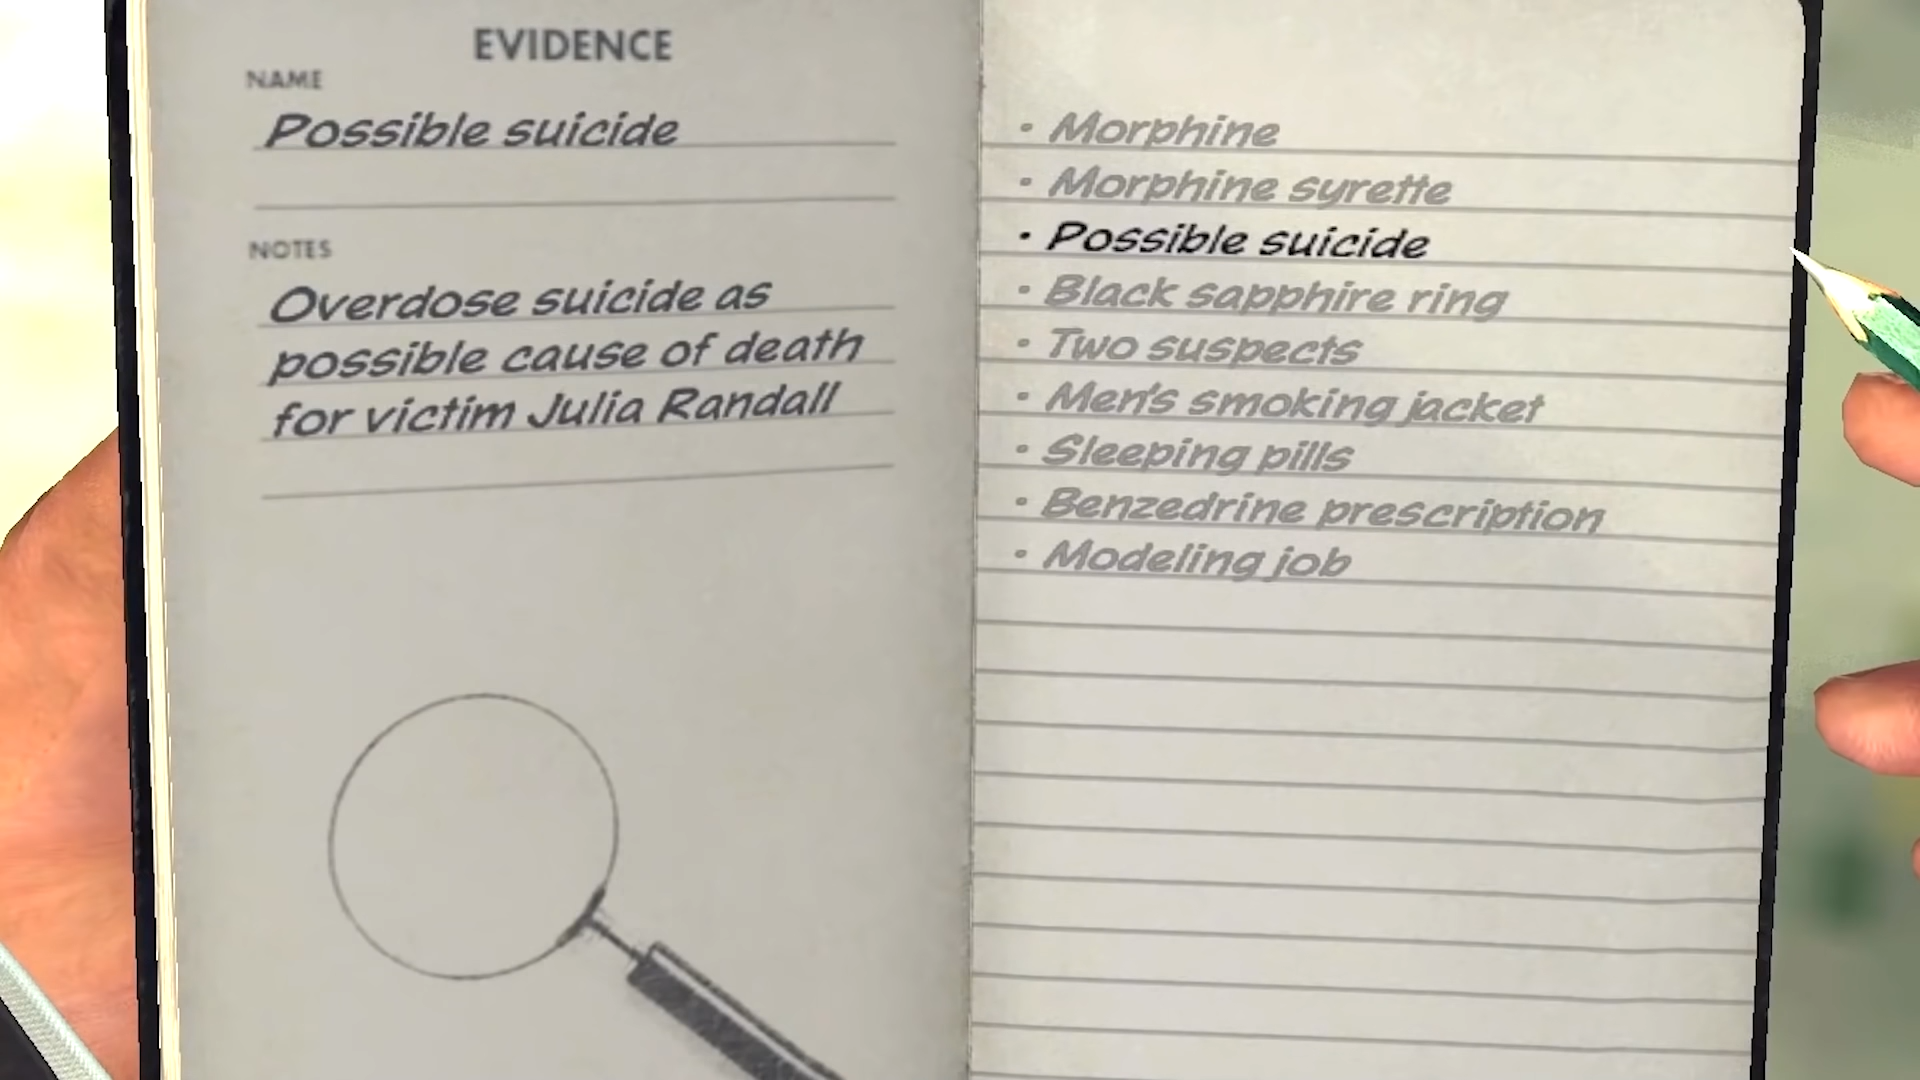 EVIDENCE
NAME
Possible suicide
NOTES
Overdose suicide as
possible cause of death
for victim Julia Randall
• Morphine
• Morphine syrette
• Possible suicide
• Black sapphire ring
• Two suspects
• Men's smoking jacket
• Sleeping pills
• Benzedrine prescription
• Modeling job